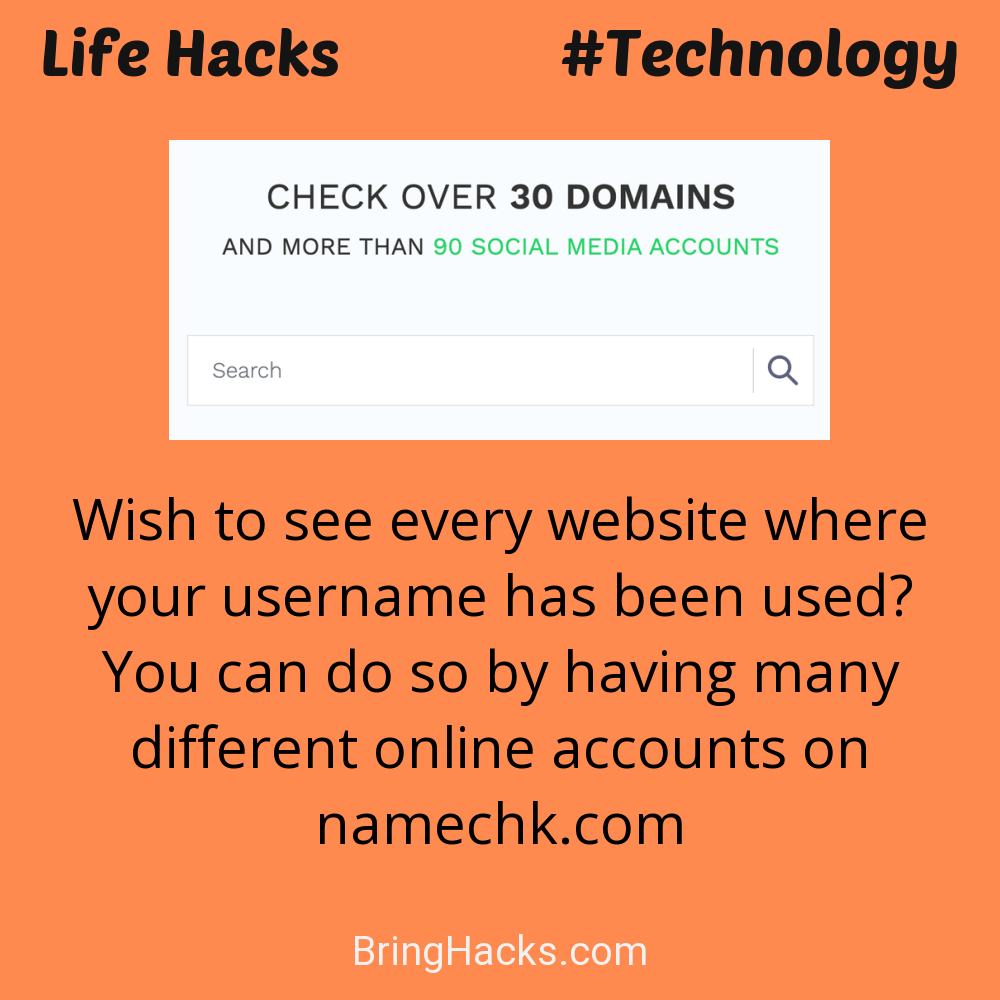 Life Hacks
#Technology
CHECK OVER 30 DOMAINS
AND MORE THAN 90 SOCIAL MEDIA ACCOUNTS
Search
Wish to see every website where
your username has been used?
You can do so by having many
different online accounts on
namechk.com
BringHacks.com